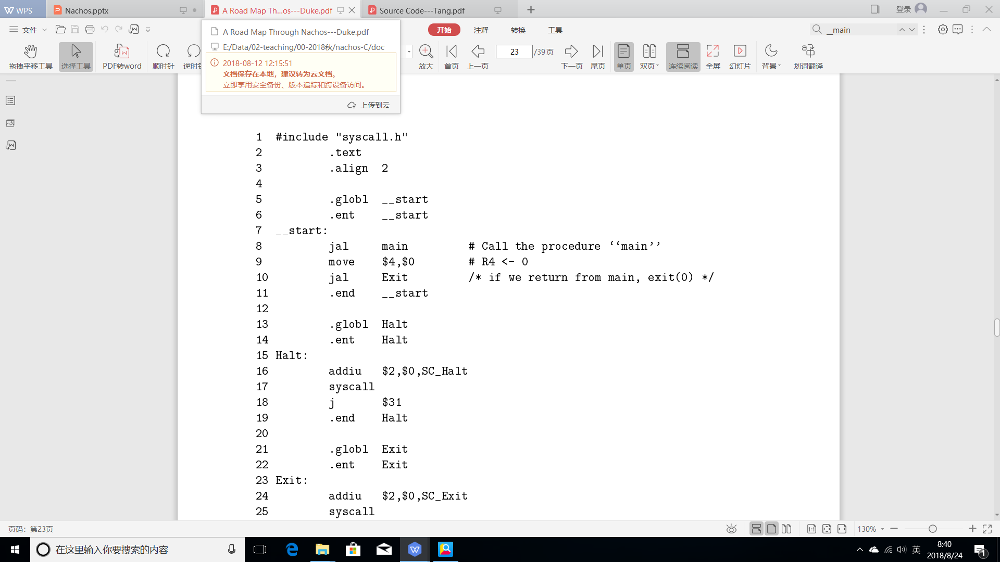 WPS
Nachos.pptx
A Road Map Th...os---Duke.pdf
Source Code---Tang.pdf
登录
文件
A Road Map Through Nachos---Duke.pdf
E:/Data/02-teaching/00-2018秋/nachos-C/doc
2018-08-12 12:15:51
文档保存在本地，建议转为云文档。
立即享用安全备份、版本追踪和跨设备访问。
上传到云
开始
注释
转换
工具
__main
拖拽平移工具
选择工具
PDF转word
顺时针
逆时针
放大
首页
上一页
23
/39页
下一页
尾页
单页
双页
连续阅读
全屏
幻灯片
背景
划词翻译
1 #include "syscall.h"
2 .text
3 .align 2
4
5 .globl __start
6 .ent __start
7 __start:
8 jal main # Call the procedure ‘‘main’’
9 move $4,$0 # R4 <- 0
10 jal Exit /* if we return from main, exit(0) */
11 .end __start
12
13 .globl Halt
14 .ent Halt
15 Halt:
16 addiu $2,$0,SC_Halt
17 syscall
18 j $31
19 .end Halt
20
21 .globl Exit
22 .ent Exit
23 Exit:
24 addiu $2,$0,SC_Exit
25 syscall
页码：第23页
1:1
130%
在这里输入你要搜索的内容
英
8:40
2018/8/24
1